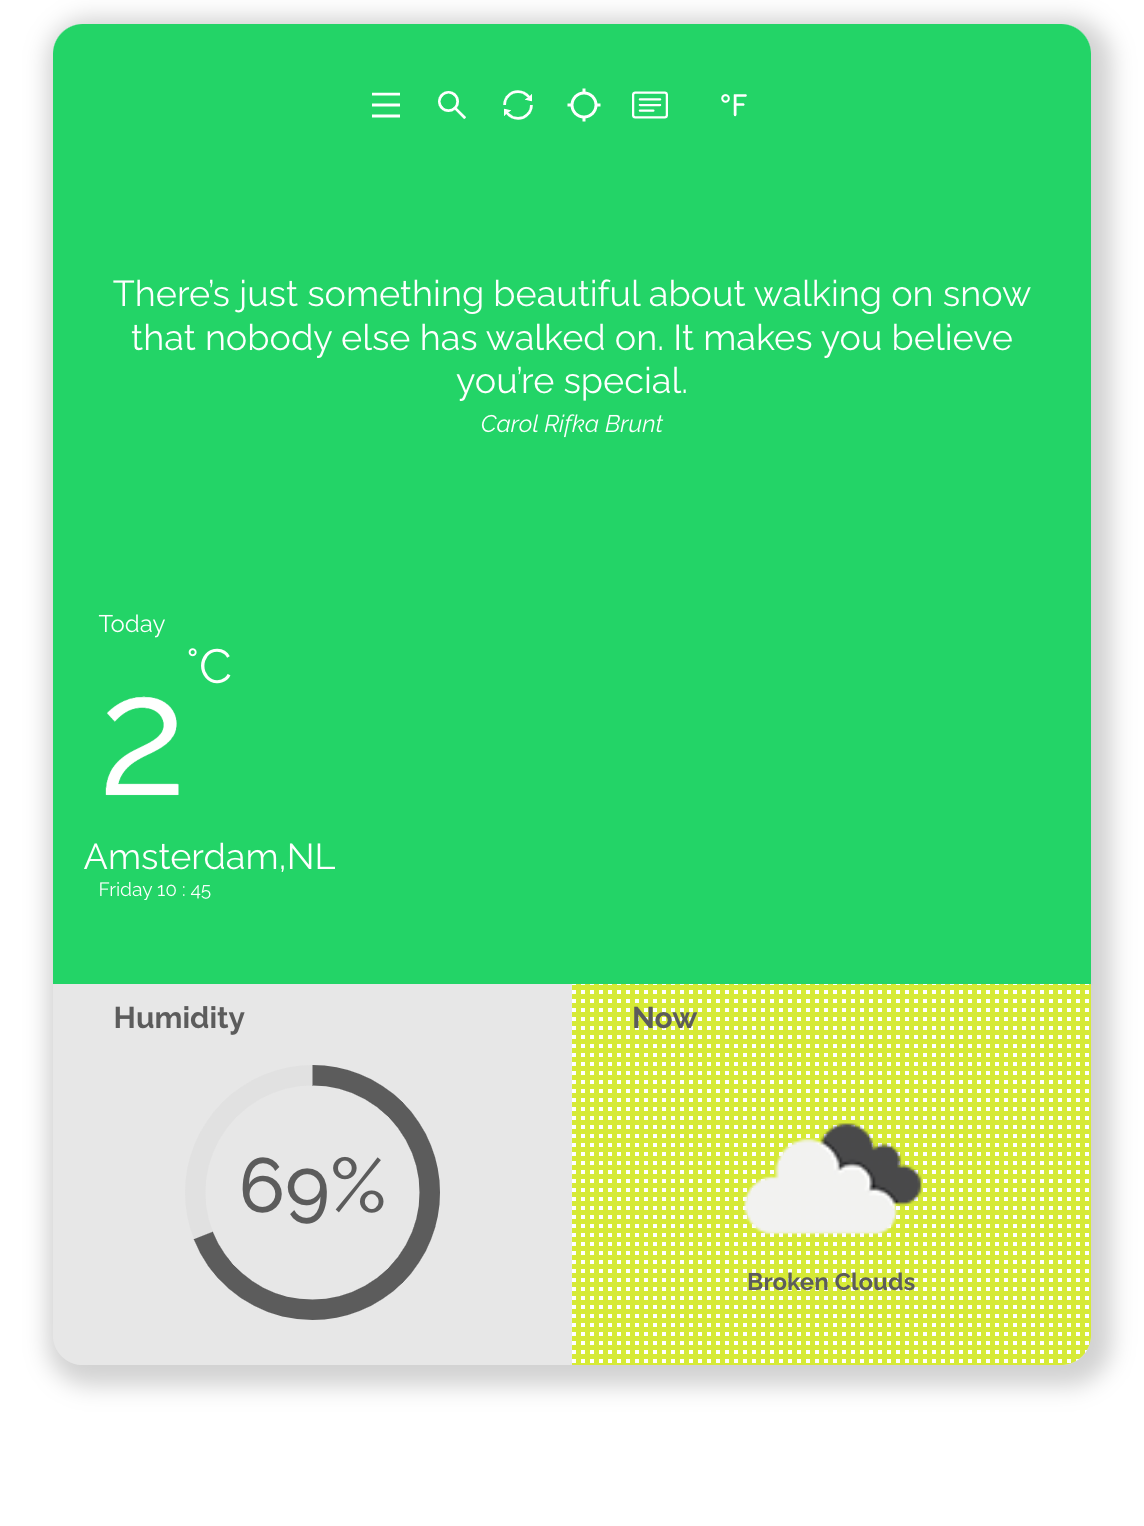 °F
There’s just something beautiful about walking on snow
that nobody else has walked on. It makes you believe
you’re special.
Carol Rifka Brunt
Today
2 °C
Amsterdam,NL
Friday 10 : 45
Humidity
69%
Now
Broken Clouds